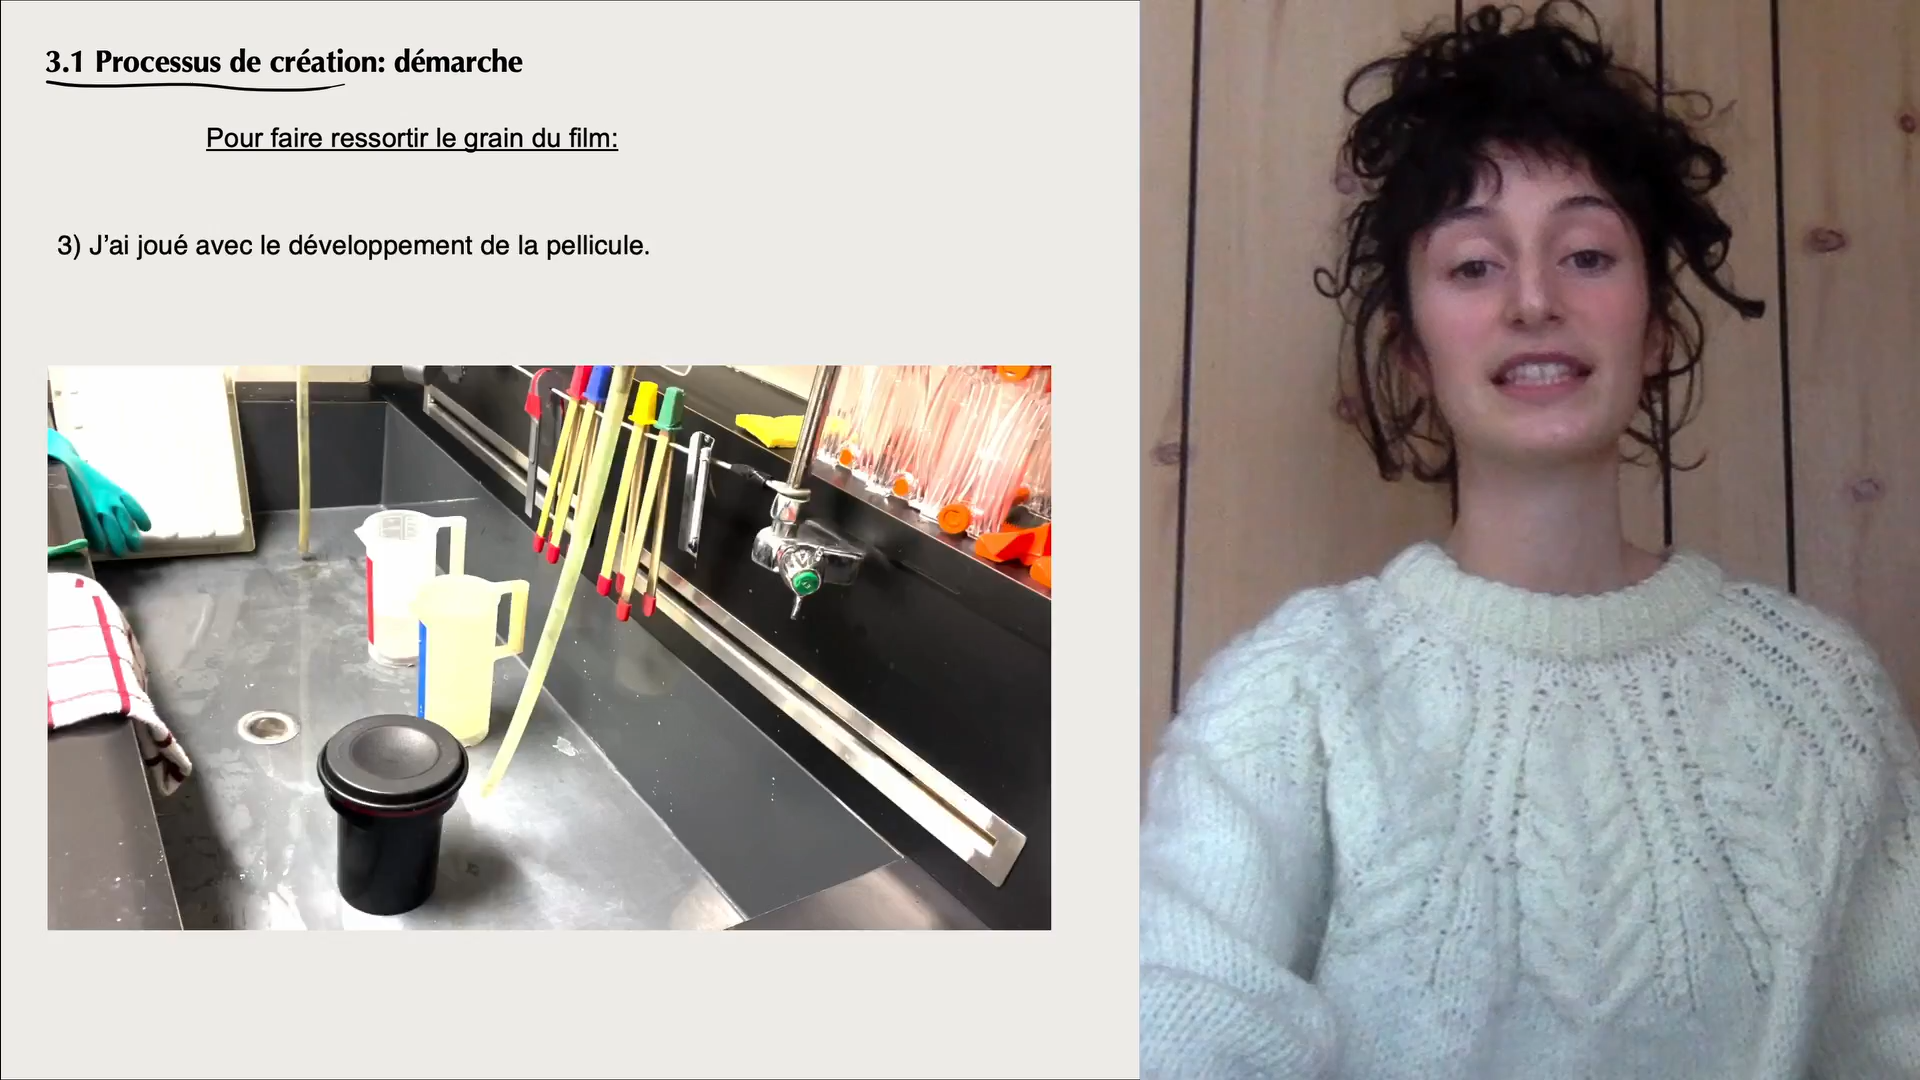 3.1 Processus de création: démarche
Pour faire ressortir le grain du film:
3) J’ai joué avec le développement de la pellicule.